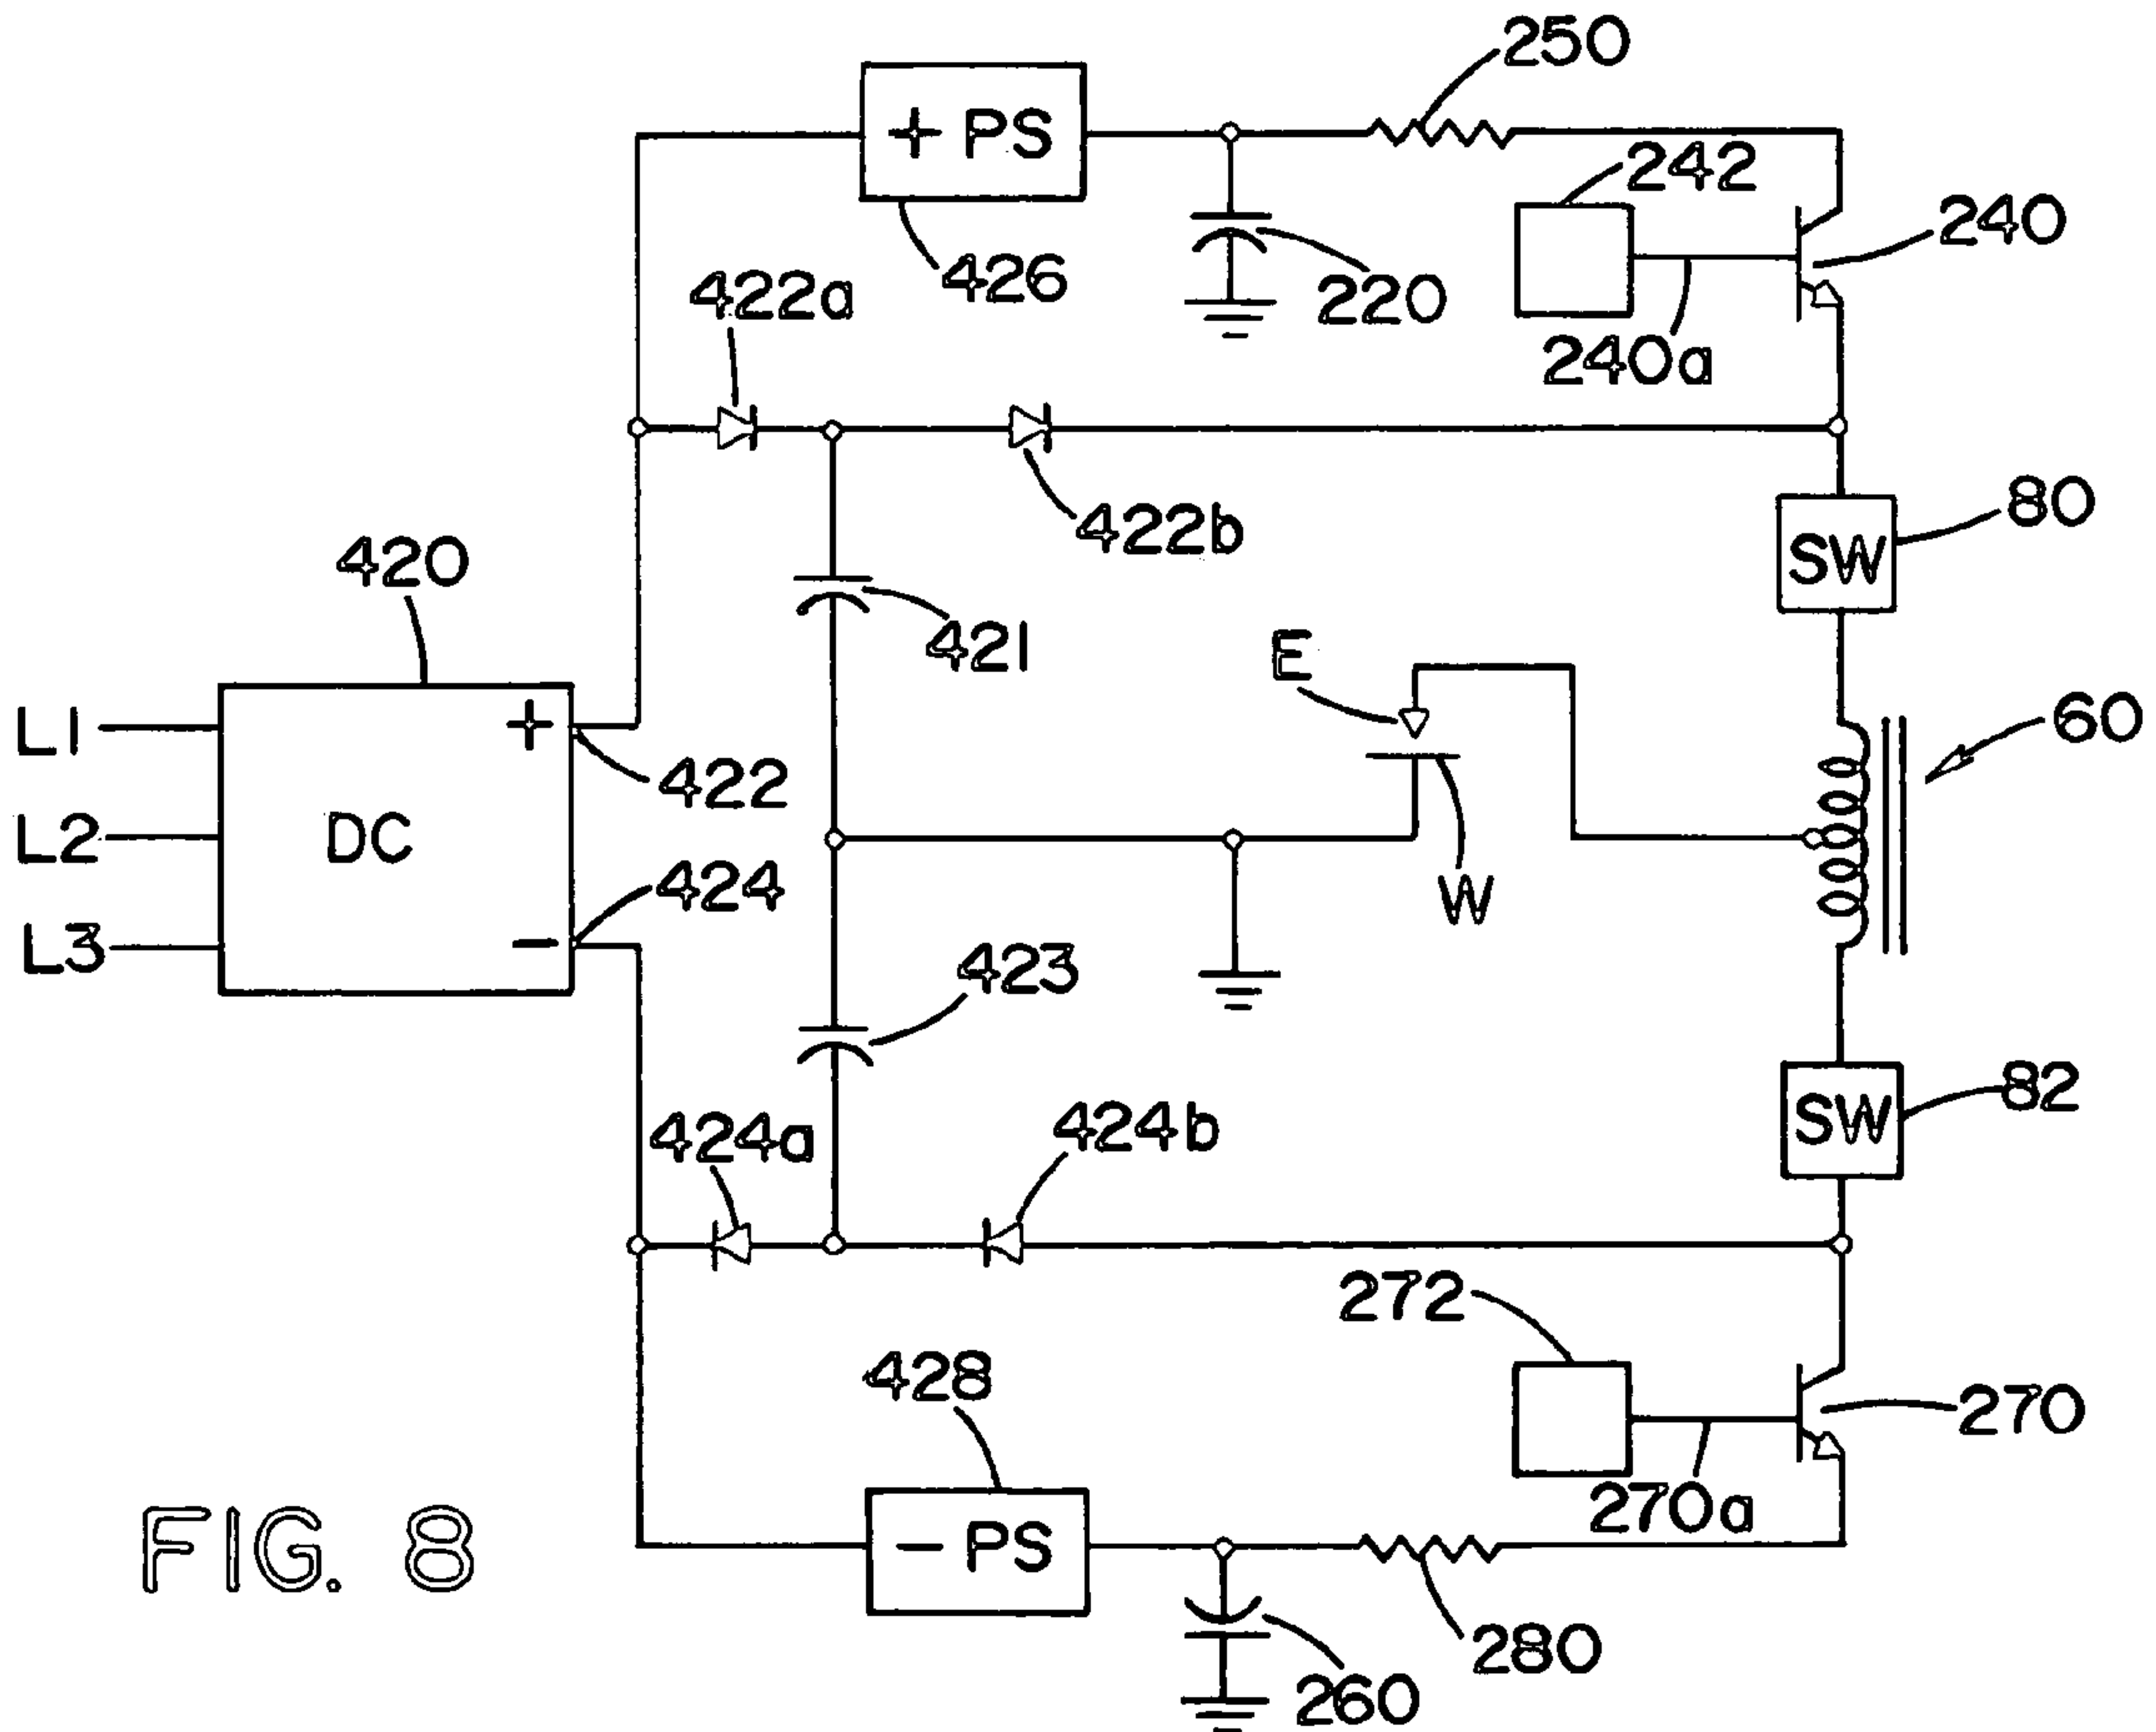 250
+ PS
242
240
426
220
422a
240a
422b
80
SW
420
421
E
L1
+
60
422
L2
DC
424
W
L3
−
423
82
SW
424a
424b
272
428
270
270a
− PS
FIG. 8
280
260